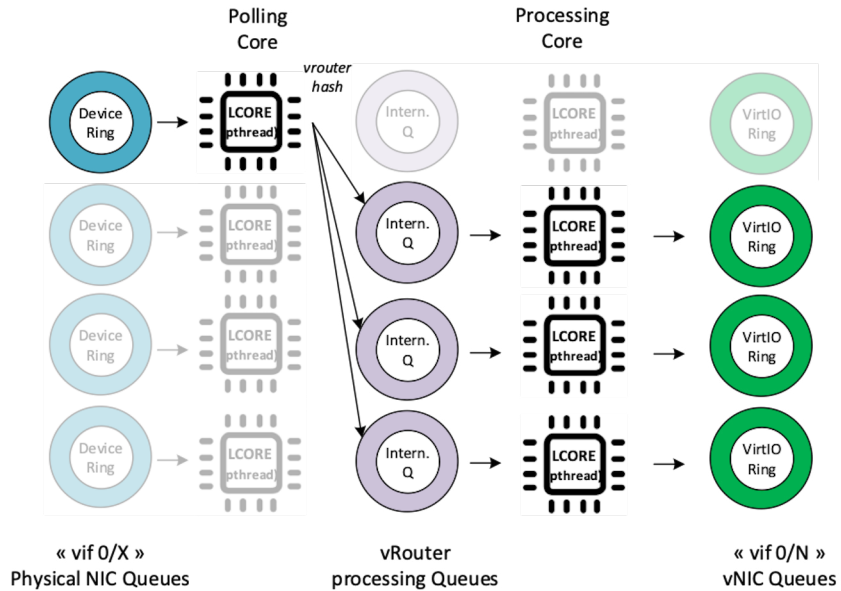 Polling
Core
Processing
Core
vrouter
hash
Device
Ring
LCORE
pthread)
Intern.
Q
LCORE
pthread)
VirtIO
Ring
Device
Ring
LCORE
pthread)
Intern.
Q
LCORE
pthread)
VirtIO
Ring
Device
Ring
LCORE
pthread)
Intern.
Q
LCORE
pthread)
VirtIO
Ring
Device
Ring
LCORE
pthread)
Intern.
Q
LCORE
pthread)
VirtIO
Ring
« vif 0/X »
Physical NIC Queues
vRouter
processing Queues
« vif 0/N »
vNIC Queues